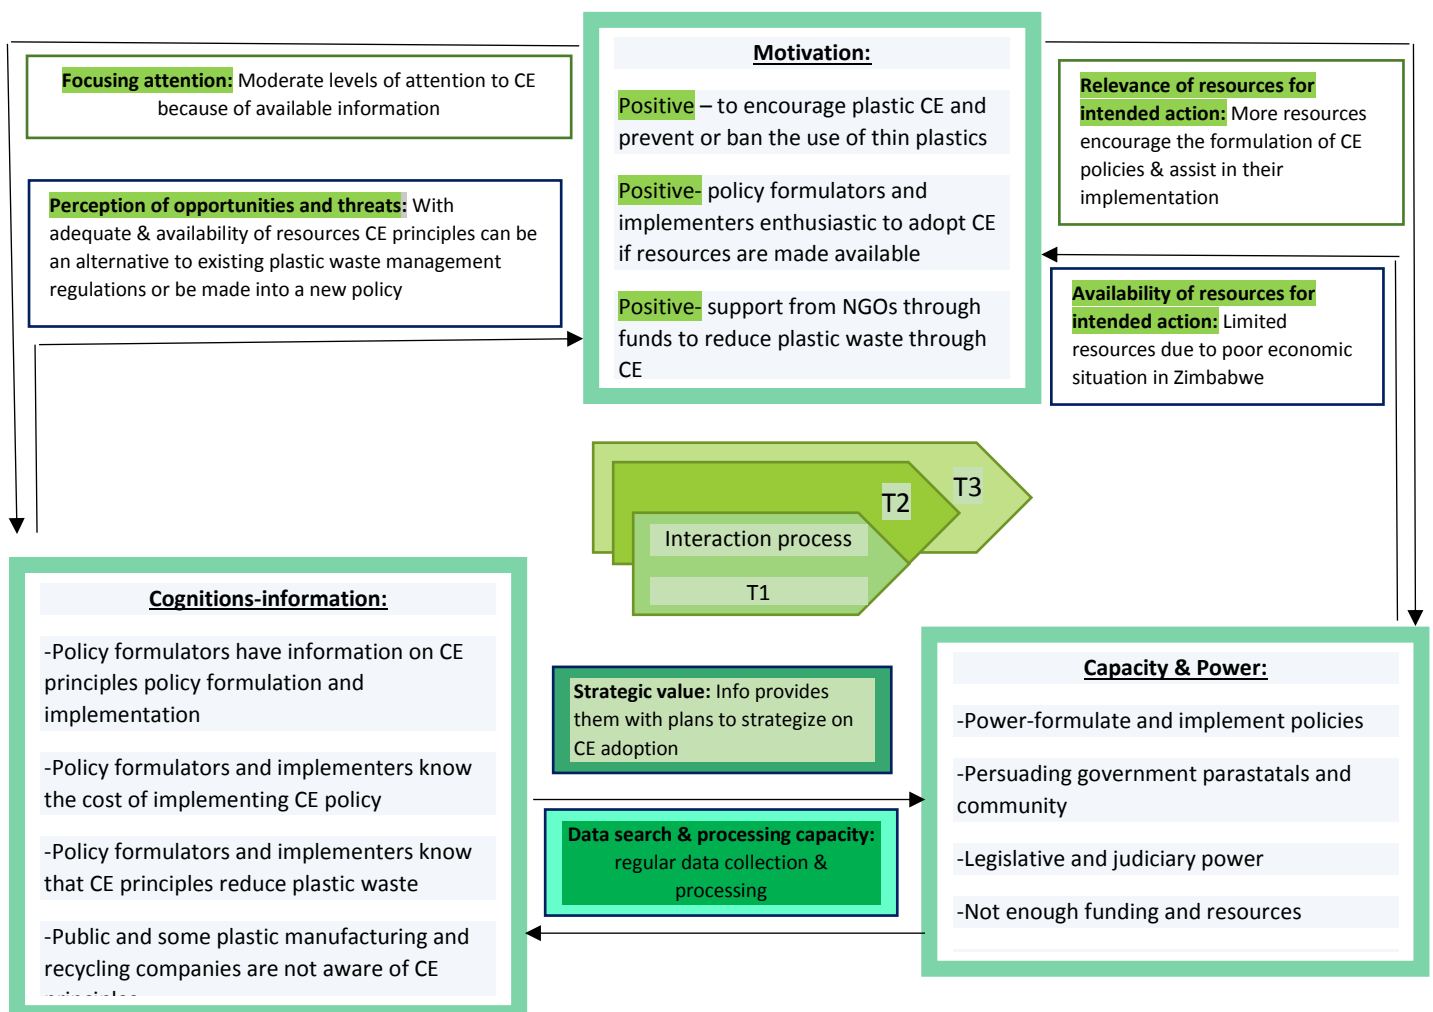 Focusing attention: Moderate levels of attention to CE
because of available information
Perception of opportunities and threats: With
adequate & availability of resources CE principles can be
an alternative to existing plastic waste management
regulations or be made into a new policy
Motivation:
Positive – to encourage plastic CE and
prevent or ban the use of thin plastics
Positive- policy formulators and
implementers enthusiastic to adopt CE
if resources are made available
Positive- support from NGOs through
funds to reduce plastic waste through
CE
Relevance of resources for
intended action: More resources
encourage the formulation of CE
policies & assist in their
implementation
Availability of resources for
intended action: Limited
resources due to poor economic
situation in Zimbabwe
T3
T2
Interaction process
T1
Cognitions-information:
-Policy formulators have information on CE
principles policy formulation and
implementation
-Policy formulators and implementers know
the cost of implementing CE policy
-Policy formulators and implementers know
that CE principles reduce plastic waste
-Public and some plastic manufacturing and
recycling companies are not aware of CE
Strategic value: Info provides
them with plans to strategize on
CE adoption
Data search & processing capacity:
regular data collection &
processing
Capacity & Power:
-Power-formulate and implement policies
-Persuading government parastatals and
community
-Legislative and judiciary power
-Not enough funding and resources